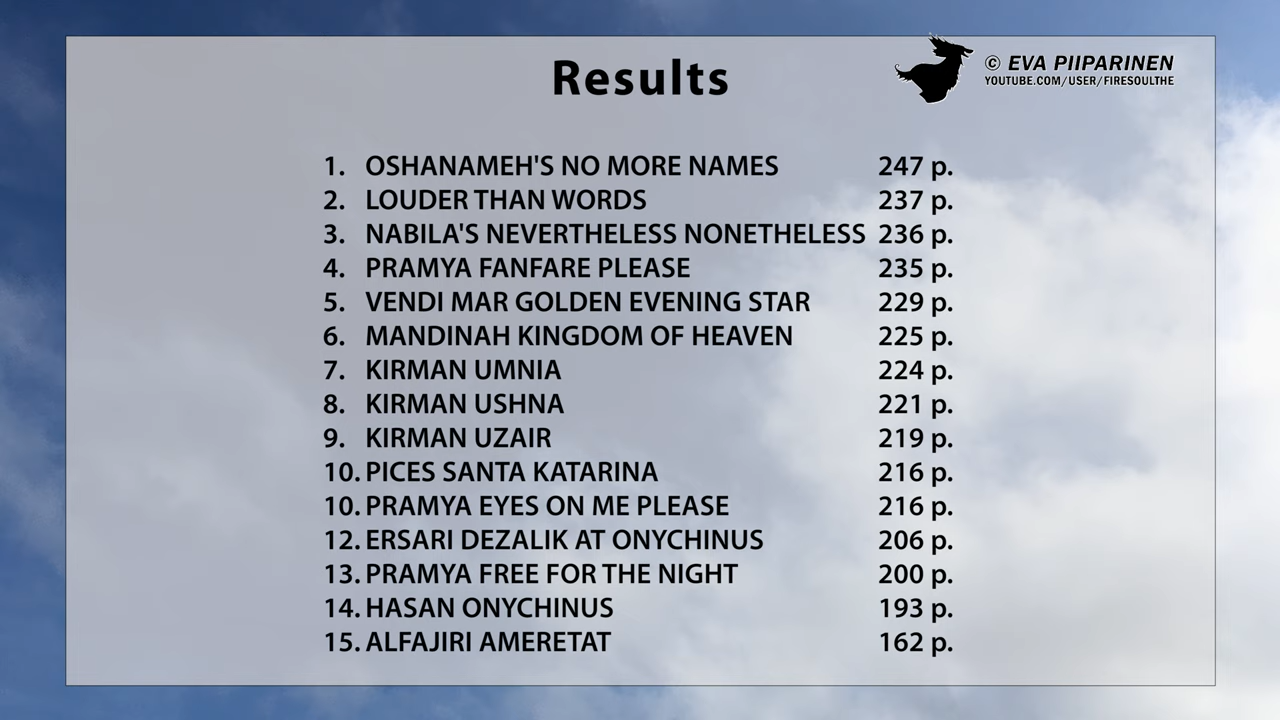 Results
© EVA PIIPARINEN
YOUTUBE.COM/USER/FIRESOULTHE
1. OSHANAMEH'S NO MORE NAMES 247 p.
2. LOUDER THAN WORDS 237 p.
3. NABILA'S NEVERTHELESS NONETHELESS 236 p.
4. PRAMYA FANFARE PLEASE 235 p.
5. VENDI MAR GOLDEN EVENING STAR 229 p.
6. MANDINAH KINGDOM OF HEAVEN 225 p.
7. KIRMAN UMNIA 224 p.
8. KIRMAN USHNA 221 p.
9. KIRMAN UZAIR 219 p.
10. PICES SANTA KATARINA 216 p.
10. PRAMYA EYES ON ME PLEASE 216 p.
12. ERSARI DEZALIK AT ONYCHINUS 206 p.
13. PRAMYA FREE FOR THE NIGHT 200 p.
14. HASAN ONYCHINUS 193 p.
15. ALFAJIRI AMERETAT 162 p.